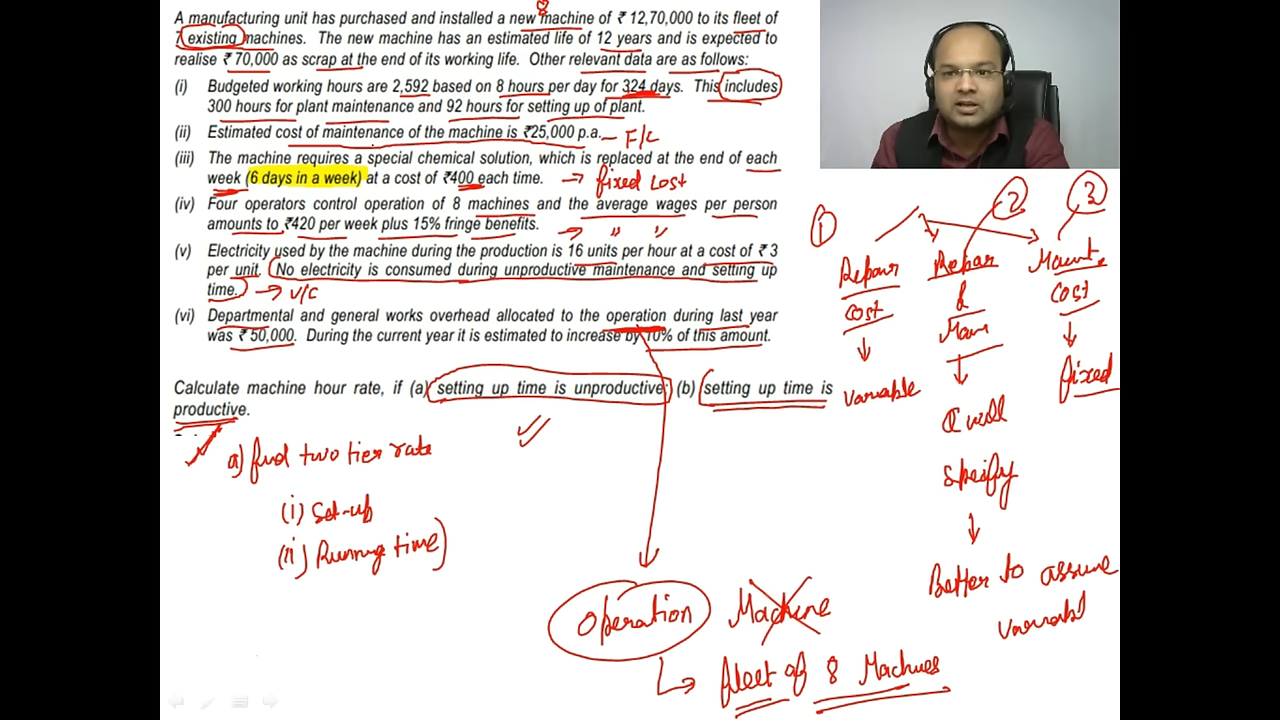 A manufacturing unit has purchased and installed a new machine of ₹ 12,70,000 to its fleet of
8
7 existing machines. The new machine has an estimated life of 12 years and is expected to
realise ₹ 70,000 as scrap at the end of its working life. Other relevant data are as follows:
(i) Budgeted working hours are 2,592 based on 8 hours per day for 324 days. This includes
300 hours for plant maintenance and 92 hours for setting up of plant.
(ii) Estimated cost of maintenance of the machine is ₹25,000 p.a. – F/C
(iii) The machine requires a special chemical solution, which is replaced at the end of each
week (6 days in a week) at a cost of ₹400 each time. → fixed cost
(iv) Four operators control operation of 8 machines and the average wages per person
amounts to ₹420 per week plus 15% fringe benefits. → " "
(v) Electricity used by the machine during the production is 16 units per hour at a cost of ₹ 3
per unit. No electricity is consumed during unproductive maintenance and setting up
time. → V/C
(vi) Departmental and general works overhead allocated to the operation during last year
was ₹ 50,000. During the current year it is estimated to increase by 10% of this amount.
Calculate machine hour rate, if (a) setting up time is unproductive; (b) setting up time is
productive.
a) find two tier rate
(i) Set-up
(ii) Running time)
Operation Machine
↳ fleet of 8 Machines
① ② ③
Repair
Cost
↓
variable
Repair
&
Main
↓
Q will
Specify
↓
Better to assume
variabl
Maint.
Cost
↓
fixed